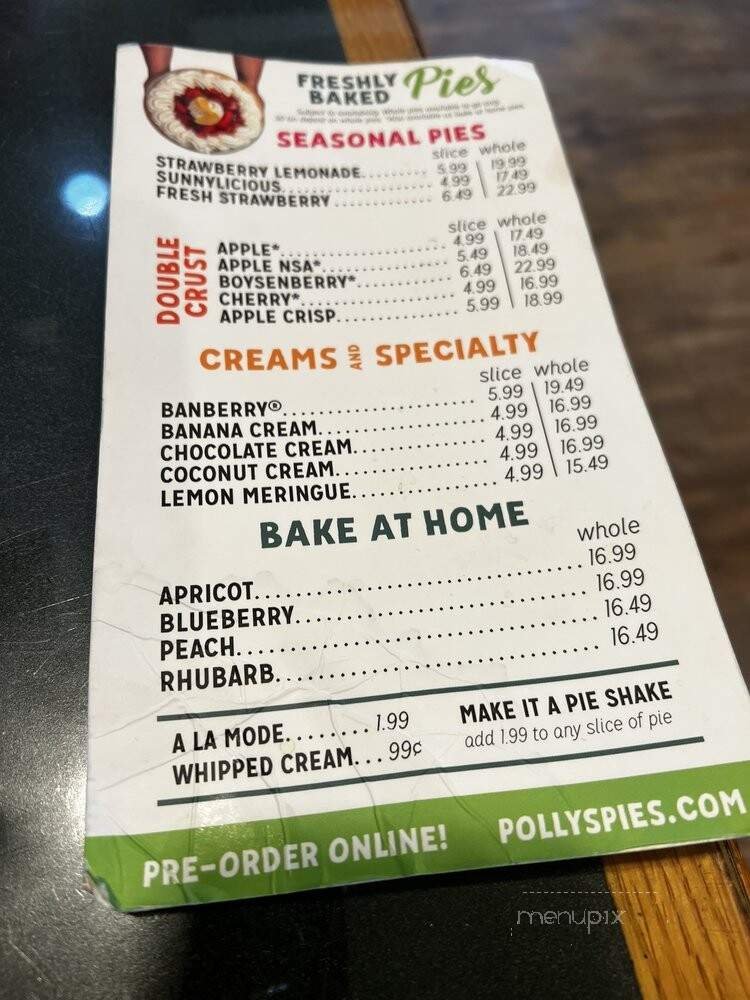 FRESHLY BAKED Pies
SEASONAL PIES
slice whole
STRAWBERRY LEMONADE........ 5.99 19.99
SUNNYLICIOUS........ 4.99 17.49
FRESH STRAWBERRY ........ 6.49 22.99
DOUBLE CRUST
slice whole
APPLE*........ 4.99 17.49
APPLE NSA*........ 5.49 18.49
BOYSENBERRY*........ 6.49 22.99
CHERRY*........ 4.99 16.99
APPLE CRISP........ 5.99 18.99
CREAMS AND SPECIALTY
slice whole
BANBERRY®........ 5.99 19.49
BANANA CREAM........ 4.99 16.99
CHOCOLATE CREAM........ 4.99 16.99
COCONUT CREAM........ 4.99 16.99
LEMON MERINGUE........ 4.99 15.49
BAKE AT HOME
whole
APRICOT........ 16.99
BLUEBERRY........ 16.99
PEACH........ 16.49
RHUBARB........ 16.49
A LA MODE........ 1.99
WHIPPED CREAM... 99¢
MAKE IT A PIE SHAKE
add 1.99 to any slice of pie
PRE-ORDER ONLINE! POLLYSPIES.COM
menupix